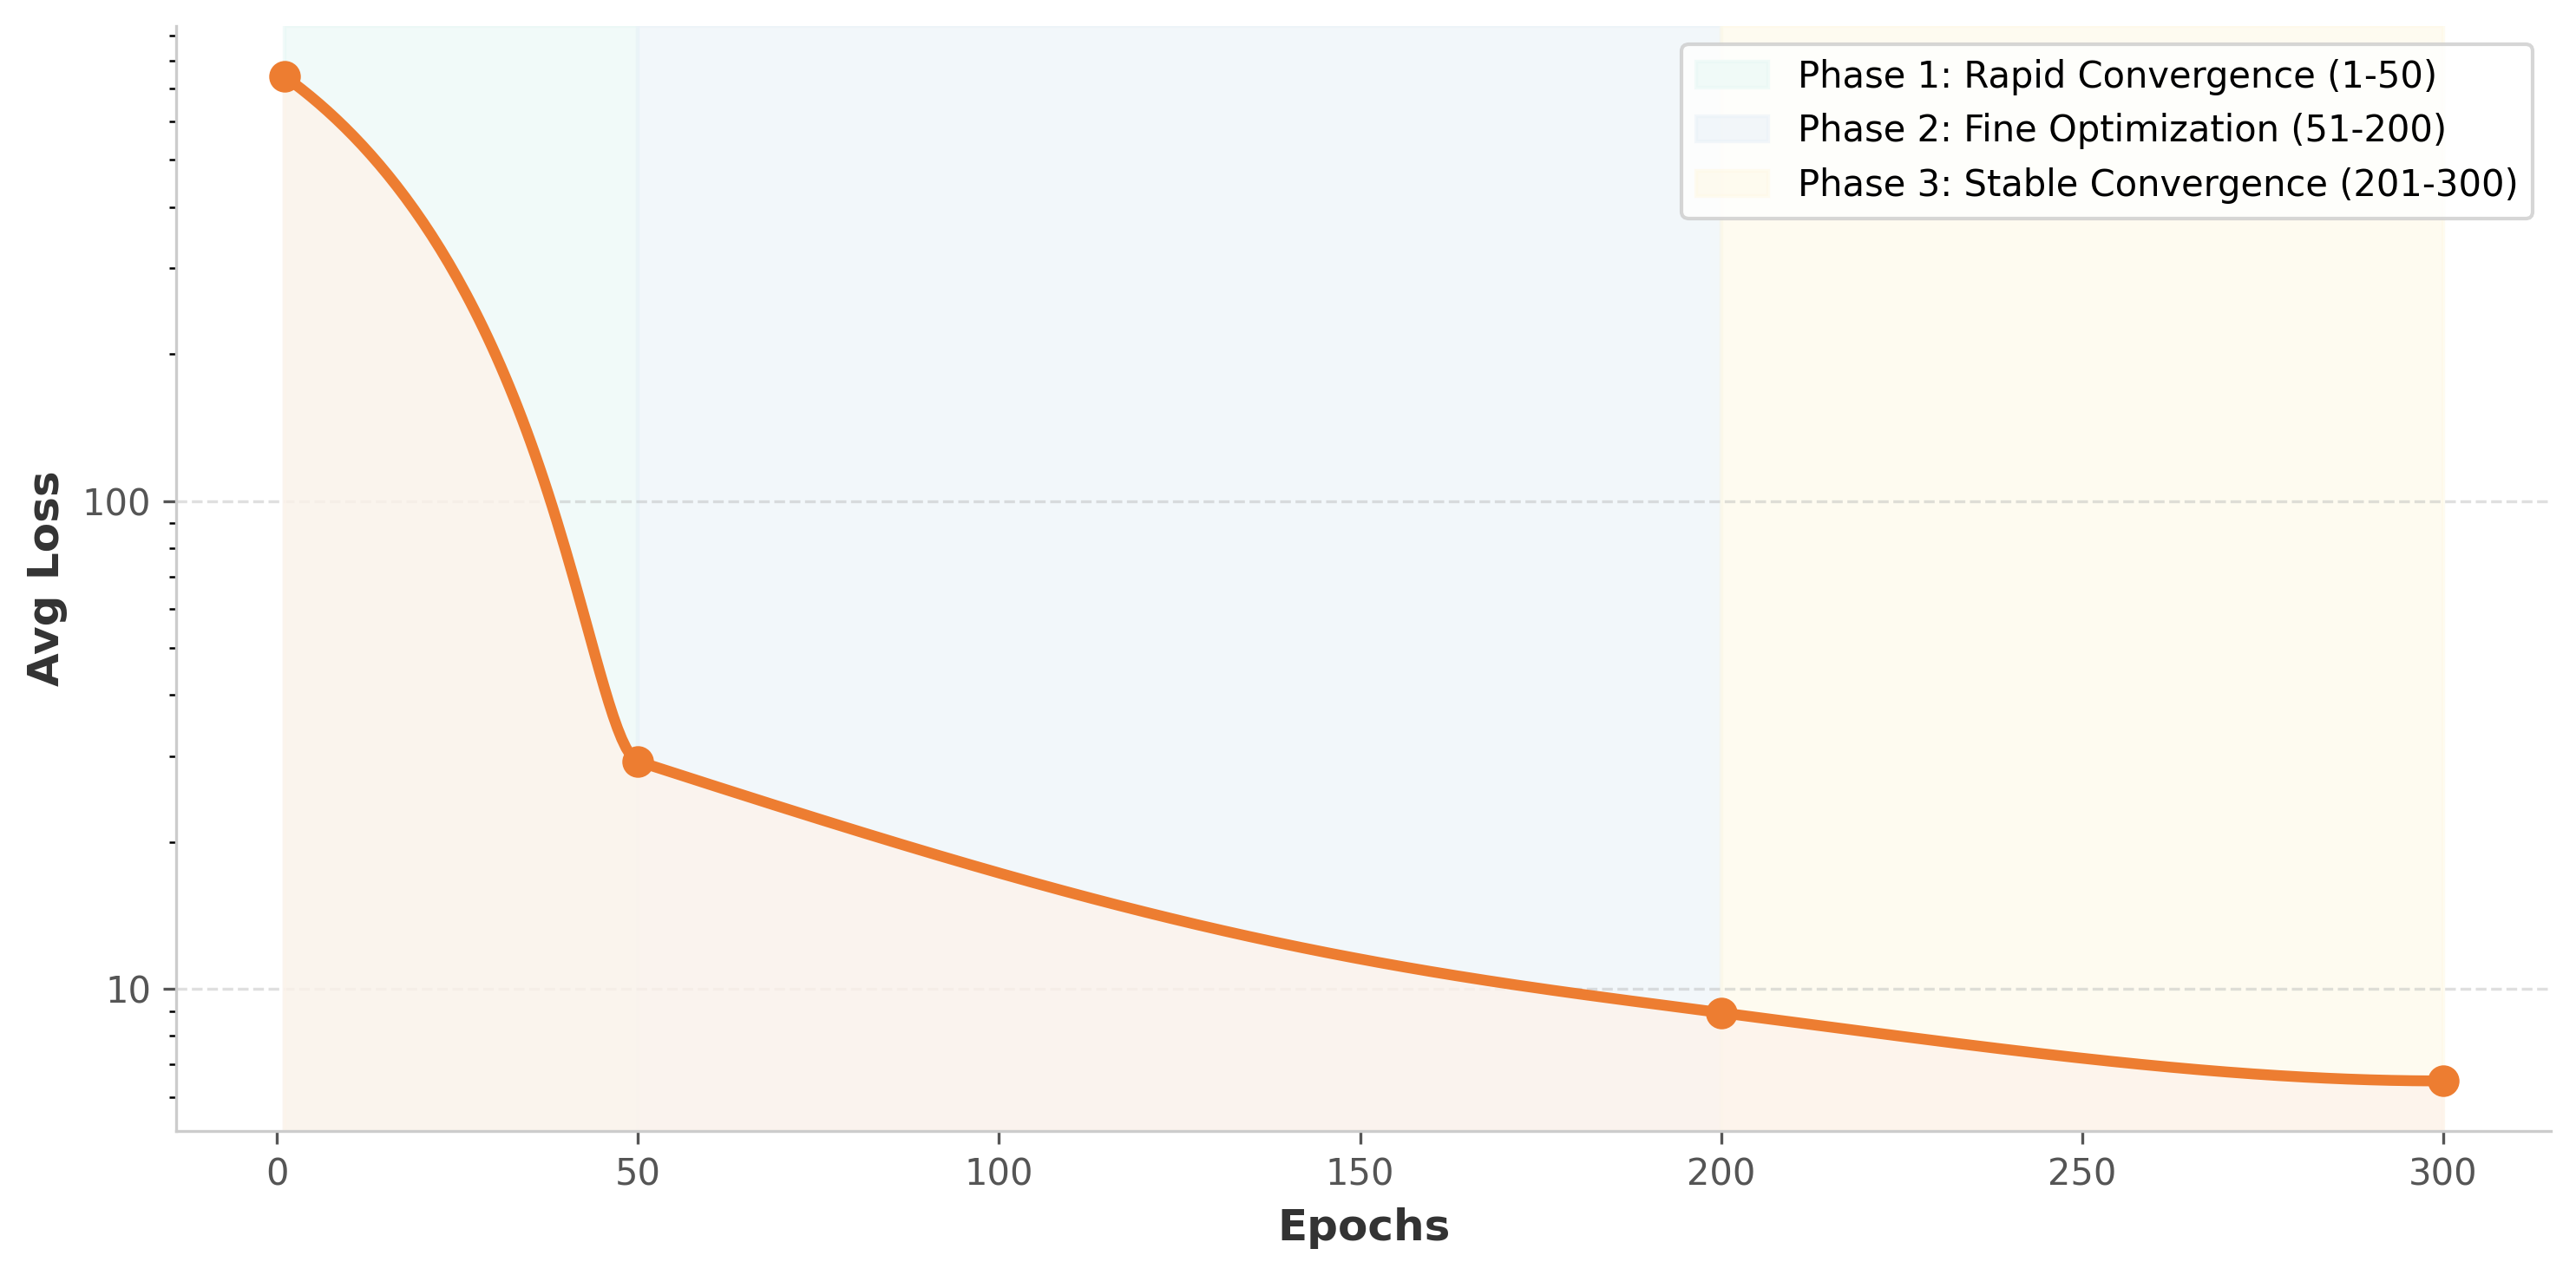 Phase 1: Rapid Convergence (1-50)
Phase 2: Fine Optimization (51-200)
Phase 3: Stable Convergence (201-300)
Avg Loss
100
10
0 50 100 150 200 250 300
Epochs